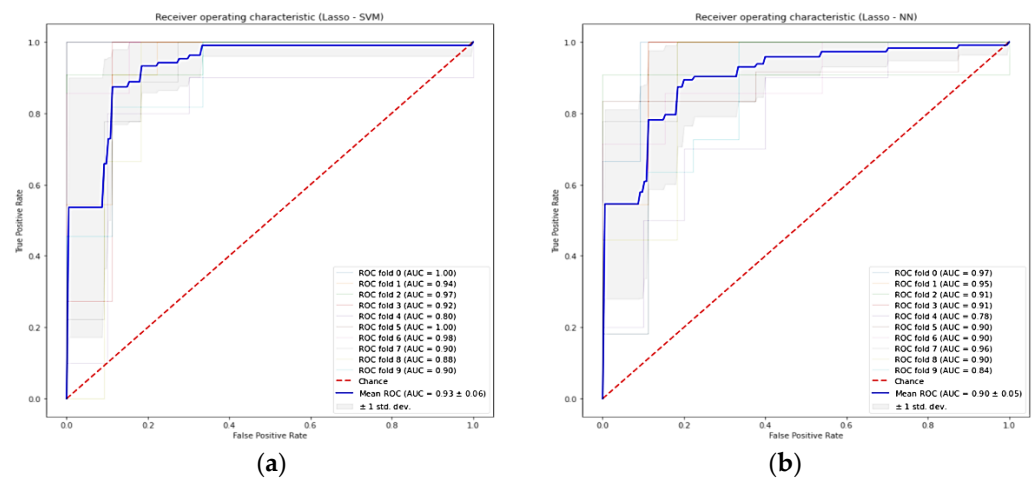 Receiver operating characteristic (Lasso - SVM)
1.0
0.8
0.6
0.4
0.2
0.0
True Positive Rate
0.0 0.2 0.4 0.6 0.8 1.0
False Positive Rate
ROC fold 0 (AUC = 1.00)
ROC fold 1 (AUC = 0.94)
ROC fold 2 (AUC = 0.97)
ROC fold 3 (AUC = 0.92)
ROC fold 4 (AUC = 0.80)
ROC fold 5 (AUC = 1.00)
ROC fold 6 (AUC = 0.98)
ROC fold 7 (AUC = 0.90)
ROC fold 8 (AUC = 0.88)
ROC fold 9 (AUC = 0.90)
Chance
Mean ROC (AUC = 0.93 ± 0.06)
± 1 std. dev.
(a)
Receiver operating characteristic (Lasso - NN)
1.0
0.8
0.6
0.4
0.2
0.0
True Positive Rate
0.0 0.2 0.4 0.6 0.8 1.0
False Positive Rate
ROC fold 0 (AUC = 0.97)
ROC fold 1 (AUC = 0.95)
ROC fold 2 (AUC = 0.91)
ROC fold 3 (AUC = 0.91)
ROC fold 4 (AUC = 0.78)
ROC fold 5 (AUC = 0.90)
ROC fold 6 (AUC = 0.90)
ROC fold 7 (AUC = 0.96)
ROC fold 8 (AUC = 0.90)
ROC fold 9 (AUC = 0.84)
Chance
Mean ROC (AUC = 0.90 ± 0.05)
± 1 std. dev.
(b)